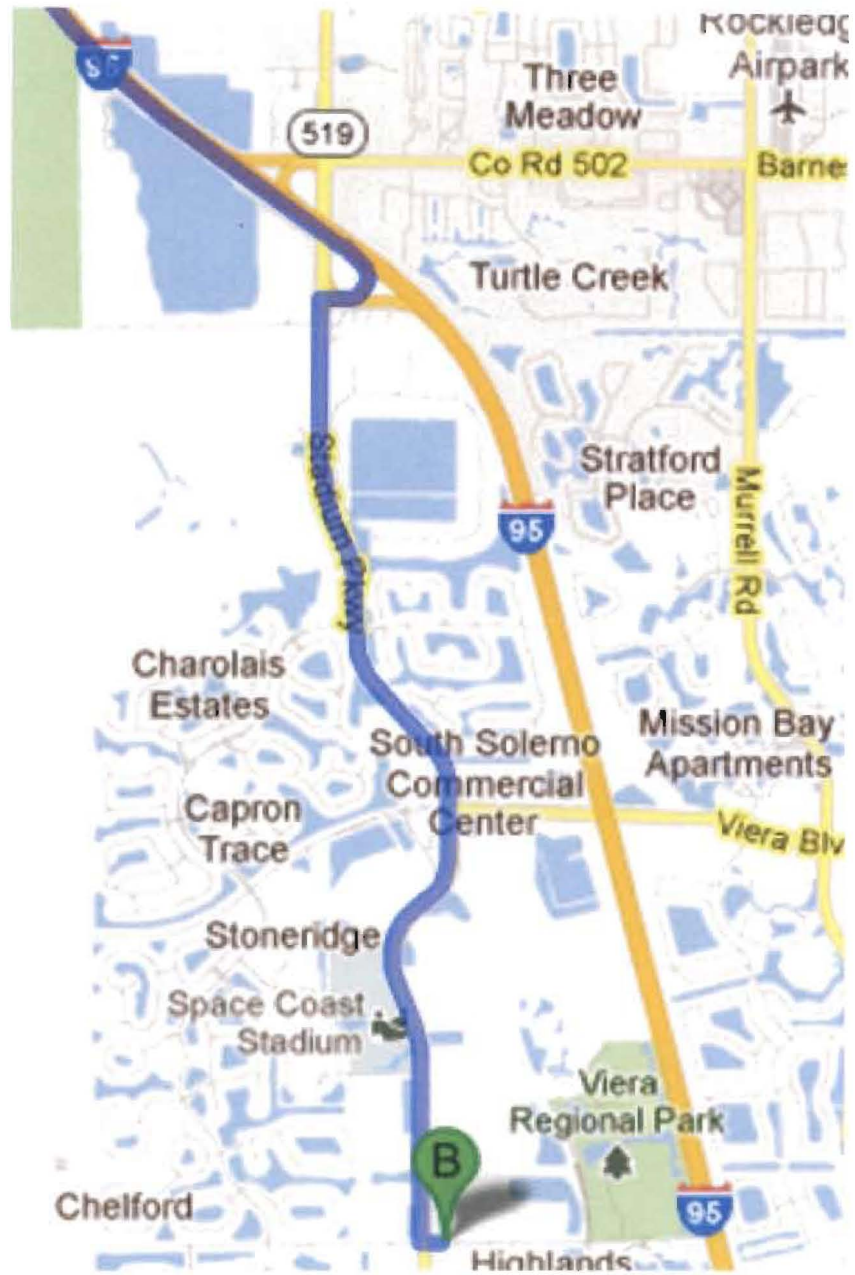 Rockledg
Airpark
95
Three
Meadow
519
Co Rd 502
Barne
Turtle Creek
Stadium Pkwy
Stratford
Place
95
Murrell Rd
Charolais
Estates
Mission Bay
Apartments
South Solerno
Commercial
Center
Capron
Trace
Viera Blv
Stoneridge
Space Coast
Stadium
Viera
Regional Park
B
Chelford
95
Highlands